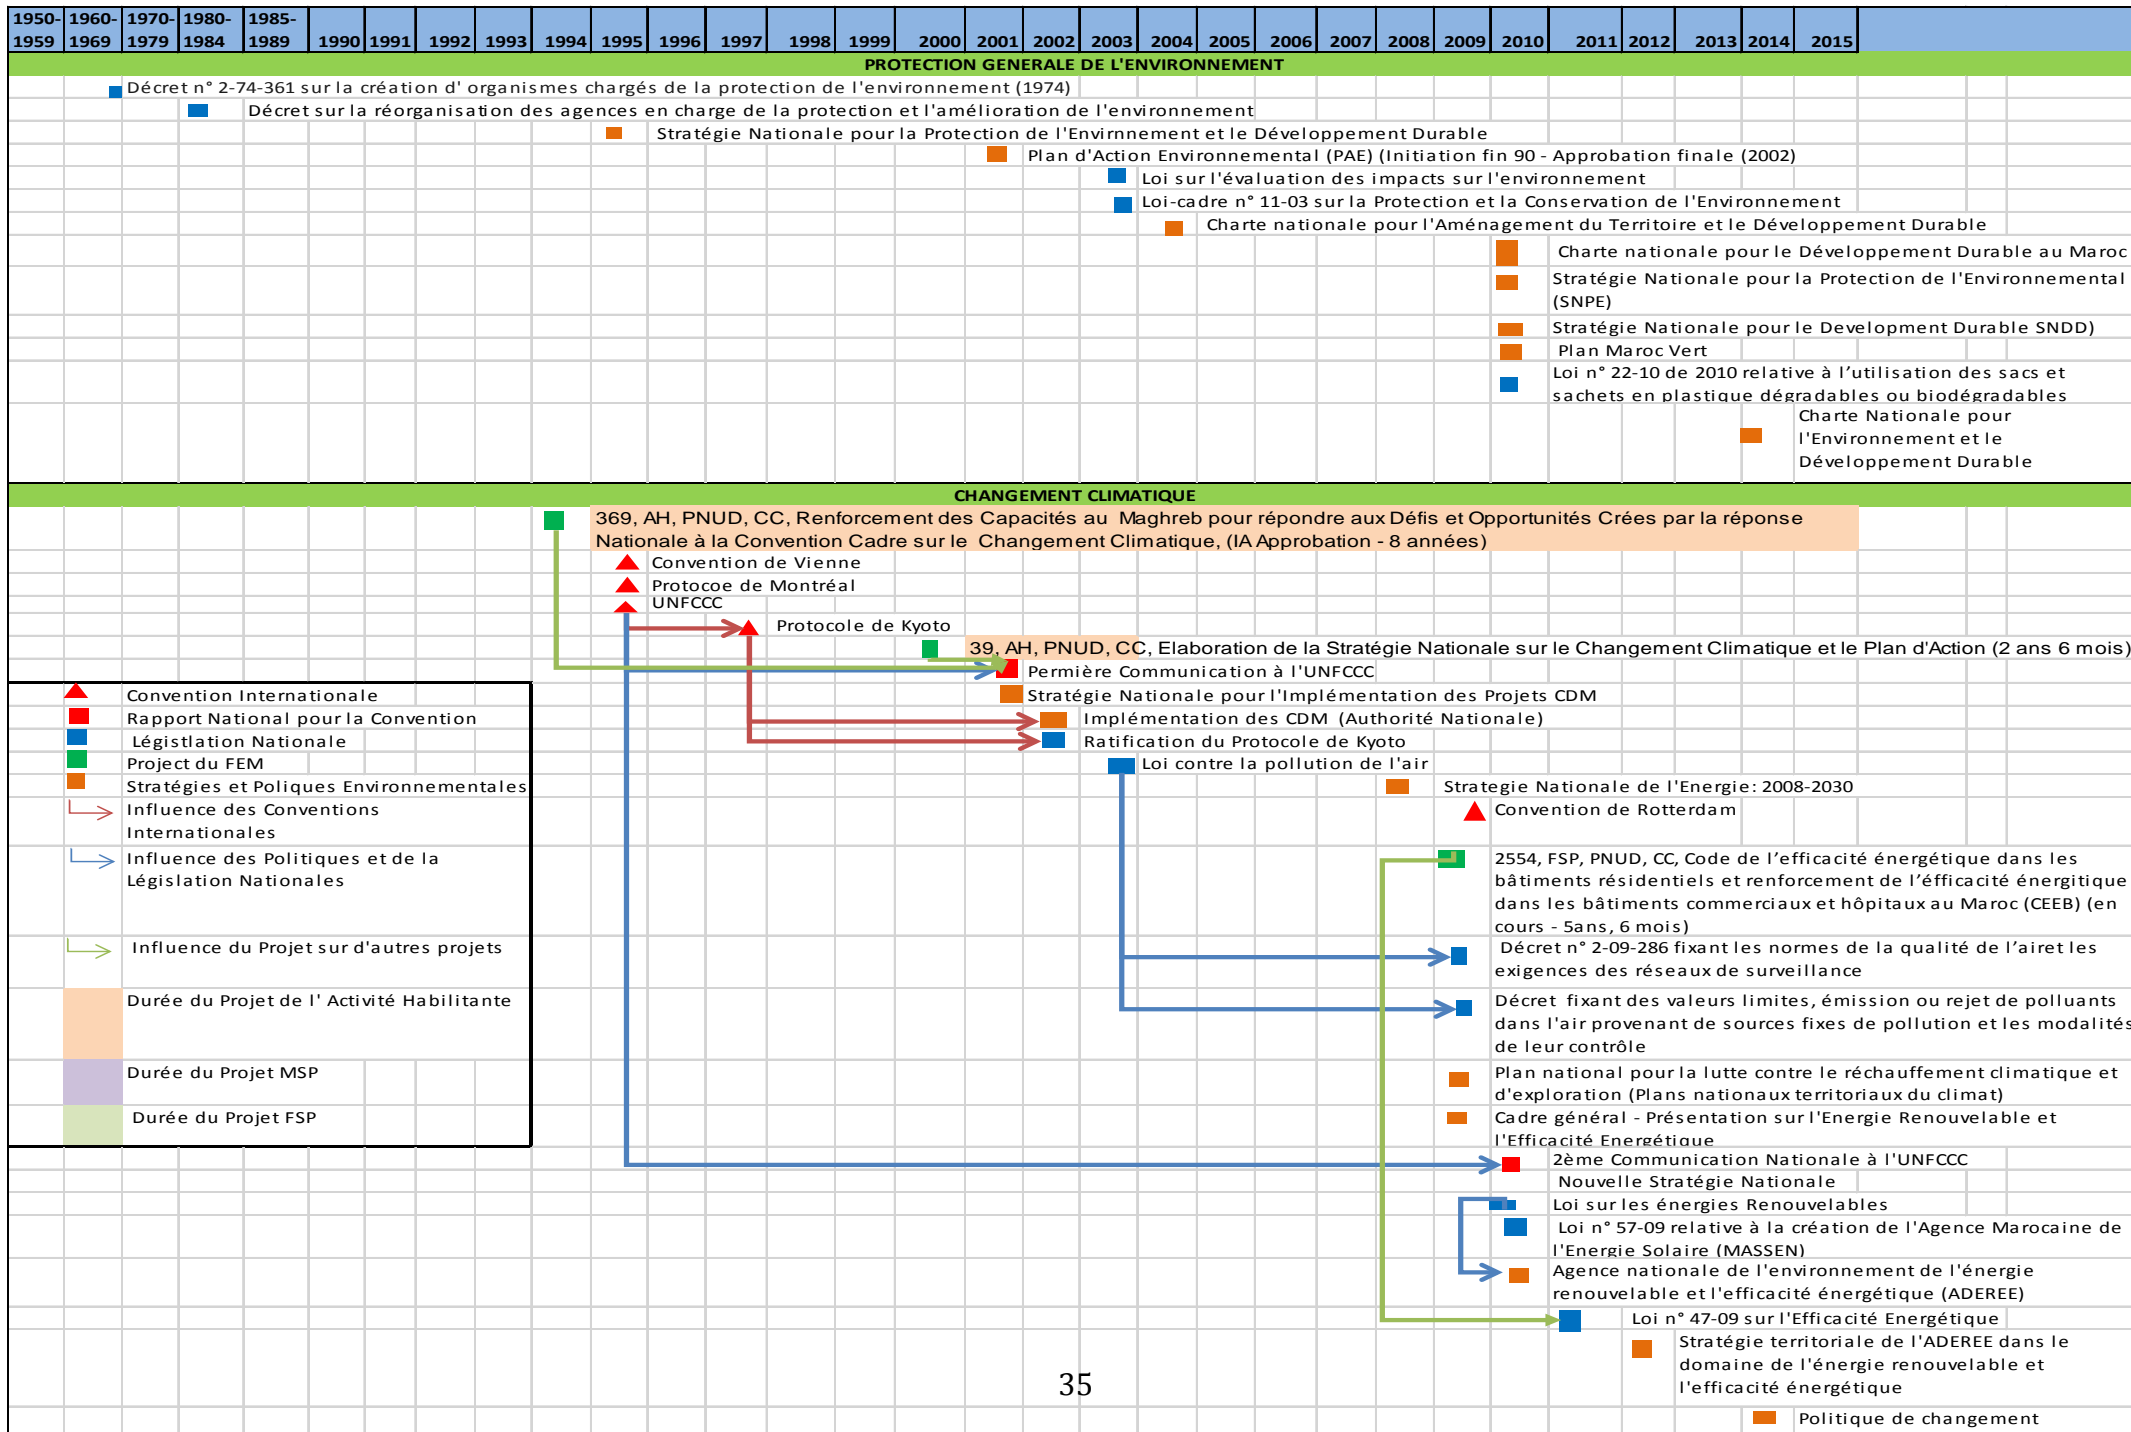 1950- 1960- 1970- 1980- 1985-
1959 1969 1979 1984 1989 1990 1991 1992 1993 1994 1995 1996 1997 1998 1999 2000 2001 2002 2003 2004 2005 2006 2007 2008 2009 2010 2011 2012 2013 2014 2015
PROTECTION GENERALE DE L'ENVIRONNEMENT
Décret n° 2-74-361 sur la création d' organismes chargés de la protection de l'environnement (1974)
Décret sur la réorganisation des agences en charge de la protection et l'amélioration de l'environnement
Stratégie Nationale pour la Protection de l'Envirnnement et le Développement Durable
Plan d'Action Environnemental (PAE) (Initiation fin 90 - Approbation finale (2002)
Loi sur l'évaluation des impacts sur l'environnement
Loi-cadre n° 11-03 sur la Protection et la Conservation de l'Environnement
Charte nationale pour l'Aménagement du Territoire et le Développement Durable
Charte nationale pour le Développement Durable au Maroc
Stratégie Nationale pour la Protection de l'Environnemental
(SNPE)
Stratégie Nationale pour le Development Durable SNDD)
Plan Maroc Vert
Loi n° 22-10 de 2010 relative à l’utilisation des sacs et
sachets en plastique dégradables ou biodégradables
Charte Nationale pour
l'Environnement et le
Développement Durable
CHANGEMENT CLIMATIQUE
369, AH, PNUD, CC, Renforcement des Capacités au Maghreb pour répondre aux Défis et Opportunités Crées par la réponse
Nationale à la Convention Cadre sur le Changement Climatique, (IA Approbation - 8 années)
Convention de Vienne
Protocoe de Montréal
UNFCCC
Protocole de Kyoto
39, AH, PNUD, CC, Elaboration de la Stratégie Nationale sur le Changement Climatique et le Plan d'Action (2 ans 6 mois)
Permière Communication à l'UNFCCC
Stratégie Nationale pour l'Implémentation des Projets CDM
Implémentation des CDM (Authorité Nationale)
Ratification du Protocole de Kyoto
Loi contre la pollution de l'air
Strategie Nationale de l'Energie: 2008-2030
Convention de Rotterdam
2554, FSP, PNUD, CC, Code de l’efficacité énergétique dans les
bâtiments résidentiels et renforcement de l’éfficacité énergitique
dans les bâtiments commerciaux et hôpitaux au Maroc (CEEB) (en
cours - 5ans, 6 mois)
Décret n° 2-09-286 fixant les normes de la qualité de l’airet les
exigences des réseaux de surveillance
Décret fixant des valeurs limites, émission ou rejet de polluants
dans l'air provenant de sources fixes de pollution et les modalités
de leur contrôle
Plan national pour la lutte contre le réchauffement climatique et
d'exploration (Plans nationaux territoriaux du climat)
Cadre général - Présentation sur l'Energie Renouvelable et
l'Efficacité Energétique
2ème Communication Nationale à l'UNFCCC
Nouvelle Stratégie Nationale
Loi sur les énergies Renouvelables
Loi n° 57-09 relative à la création de l'Agence Marocaine de
l'Energie Solaire (MASSEN)
Agence nationale de l'environnement de l'énergie
renouvelable et l'efficacité énergétique (ADEREE)
Loi n° 47-09 sur l'Efficacité Energétique
Stratégie territoriale de l'ADEREE dans le
domaine de l'énergie renouvelable et
l'efficacité énergétique
Politique de changement
Convention Internationale
Rapport National pour la Convention
Légistlation Nationale
Project du FEM
Stratégies et Poliques Environnementales
Influence des Conventions
Internationales
Influence des Politiques et de la
Législation Nationales
Influence du Projet sur d'autres projets
Durée du Projet de l' Activité Habilitante
Durée du Projet MSP
Durée du Projet FSP
35